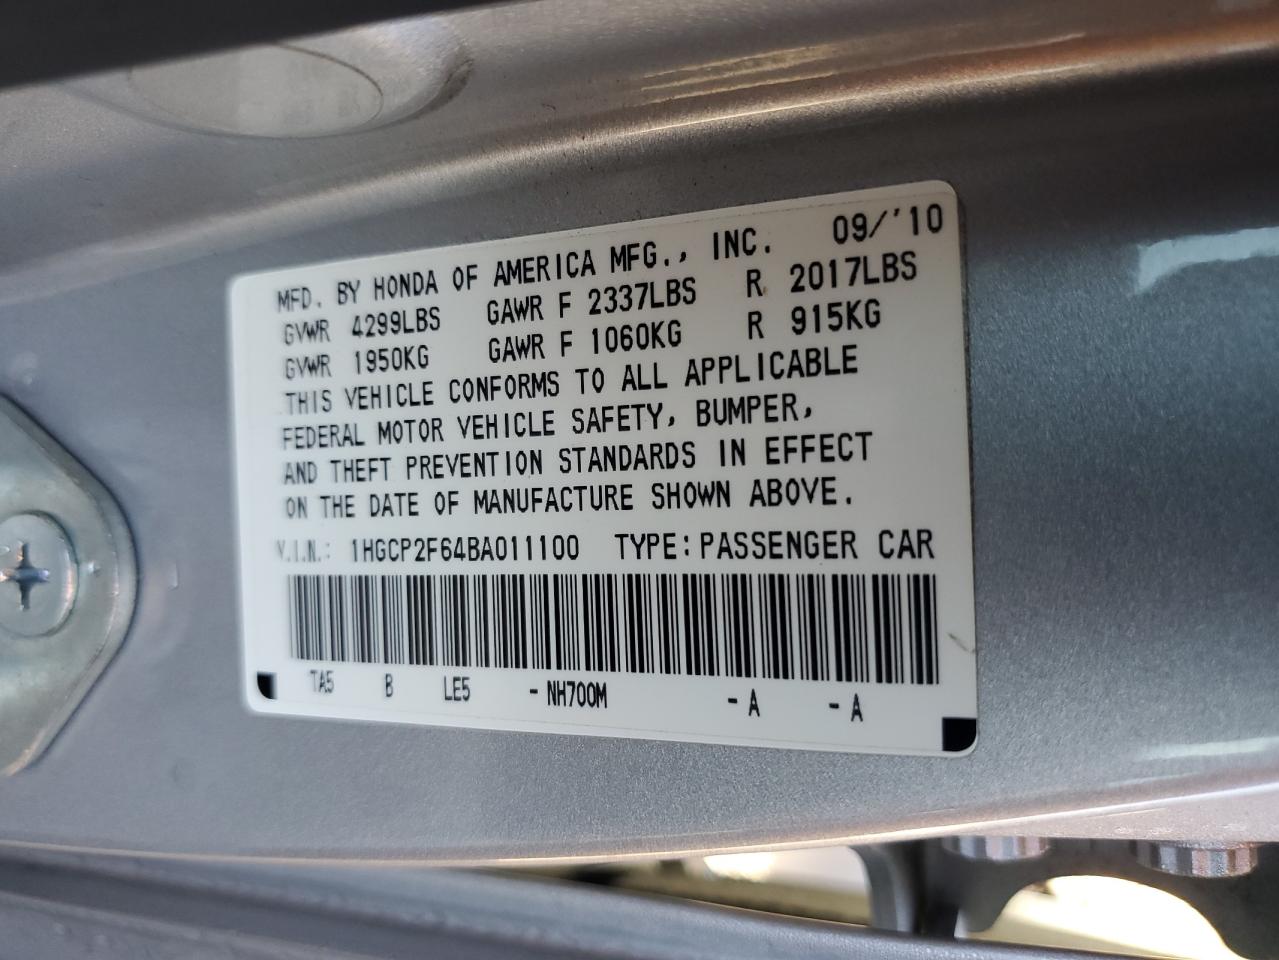 MFD. BY HONDA OF AMERICA MFG., INC. 09/'10
GVWR 4299LBS GAWR F 2337LBS R 2017LBS
GVWR 1950KG GAWR F 1060KG R 915KG
THIS VEHICLE CONFORMS TO ALL APPLICABLE
FEDERAL MOTOR VEHICLE SAFETY, BUMPER,
AND THEFT PREVENTION STANDARDS IN EFFECT
ON THE DATE OF MANUFACTURE SHOWN ABOVE.
V.I.N.: 1HGCP2F64BA011100 TYPE: PASSENGER CAR
TA5 B LE5 - NH700M - A - A